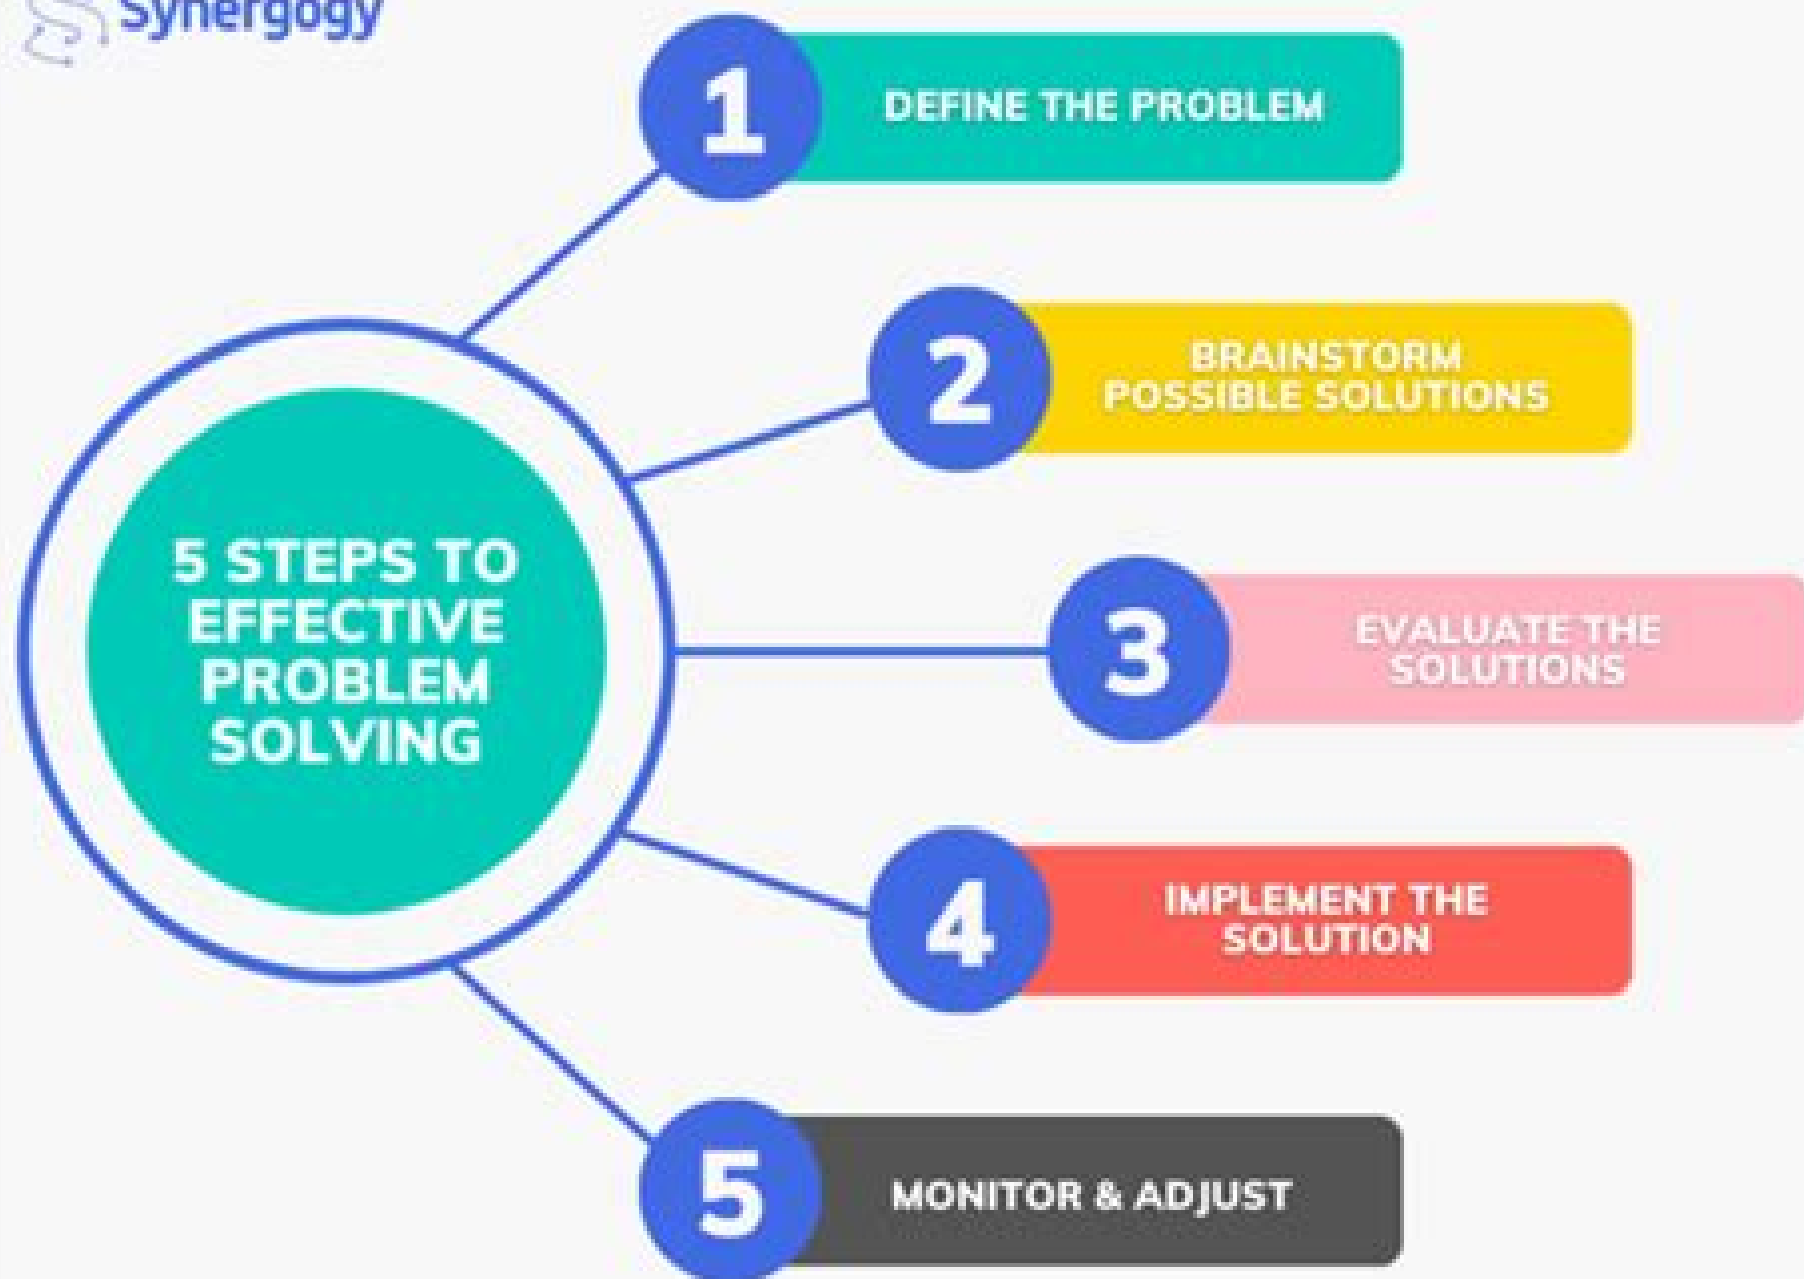 Synergogy
1
DEFINE THE PROBLEM
2
BRAINSTORM
POSSIBLE SOLUTIONS
5 STEPS TO
EFFECTIVE
PROBLEM
SOLVING
3
EVALUATE THE
SOLUTIONS
4
IMPLEMENT THE
SOLUTION
5
MONITOR & ADJUST